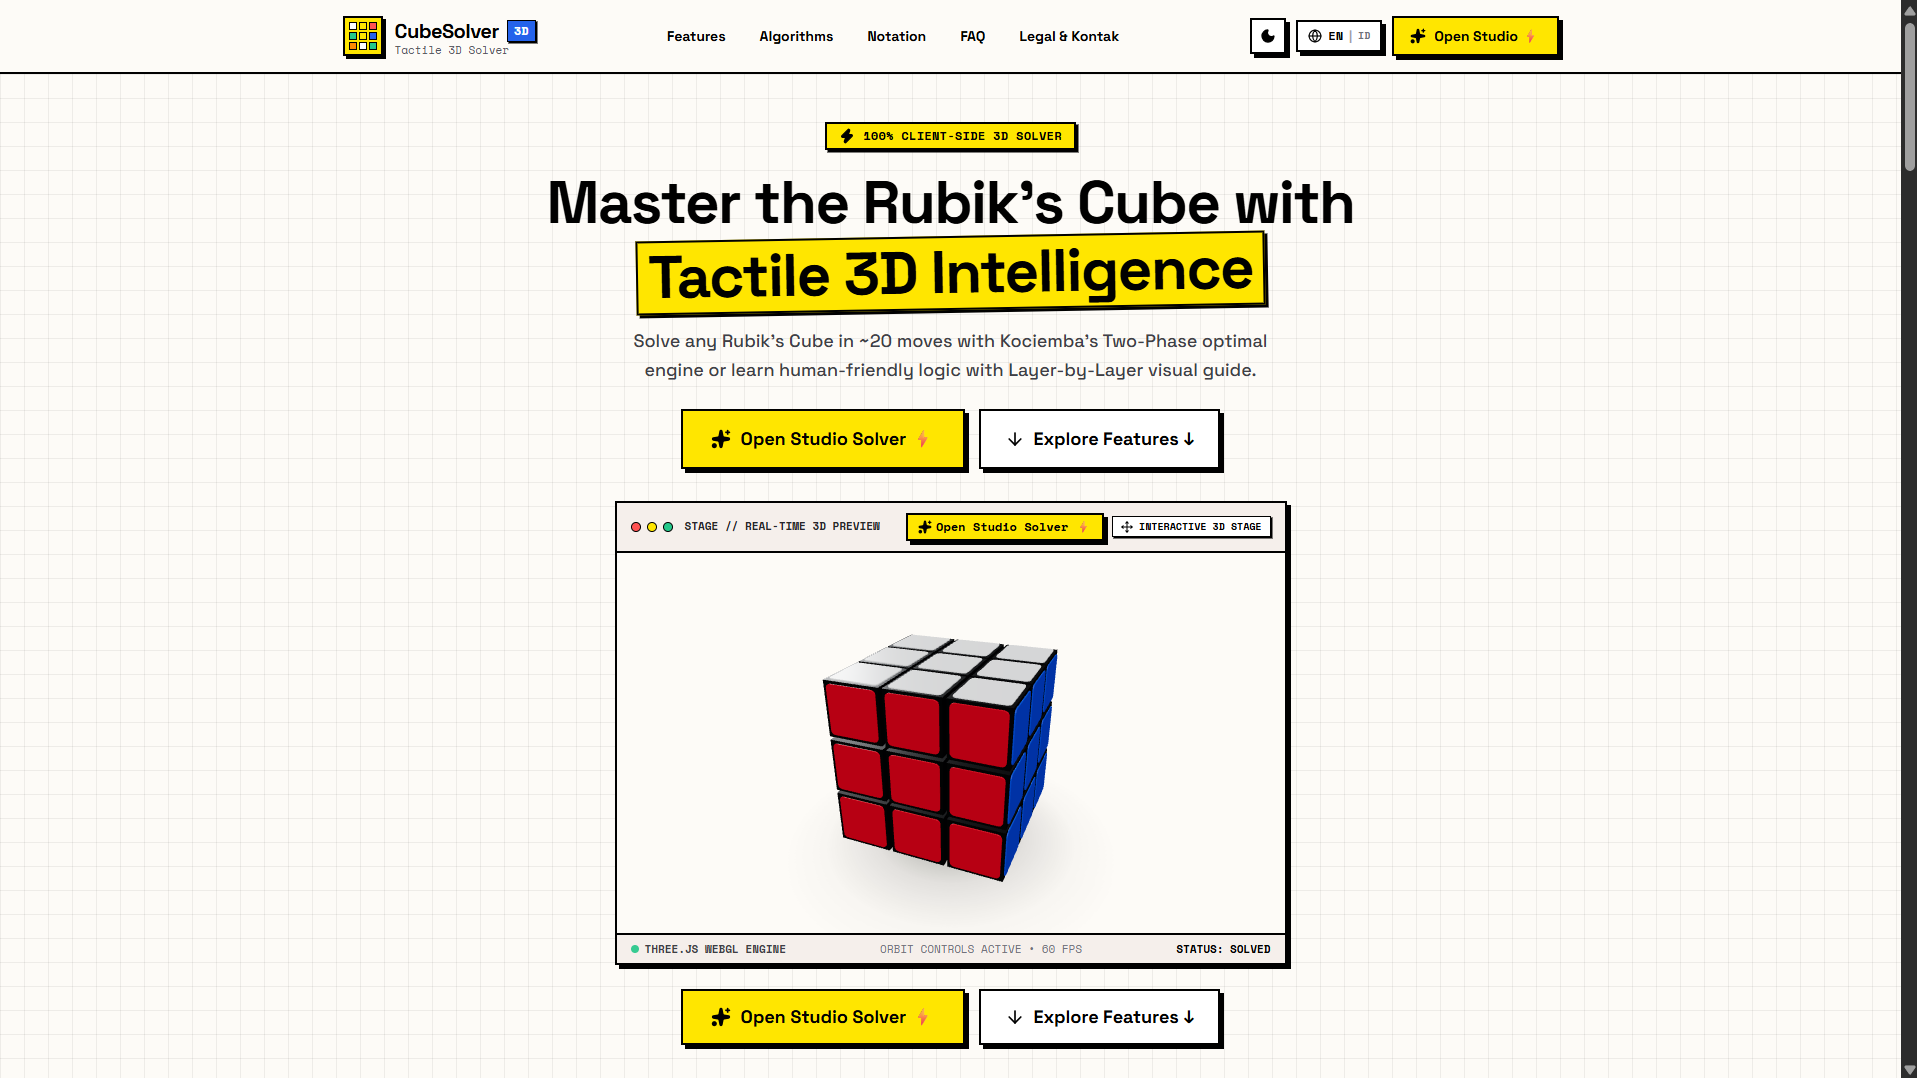 CubeSolver 3D
Tactile 3D Solver
Features Algorithms Notation FAQ Legal & Kontak
EN | ID
Open Studio ⚡
100% CLIENT-SIDE 3D SOLVER
Master the Rubik's Cube with
Tactile 3D Intelligence
Solve any Rubik's Cube in ~20 moves with Kociemba's Two-Phase optimal
engine or learn human-friendly logic with Layer-by-Layer visual guide.
Open Studio Solver ⚡
Explore Features ↓
STAGE // REAL-TIME 3D PREVIEW
Open Studio Solver ⚡
INTERACTIVE 3D STAGE
THREE.JS WEBGL ENGINE
ORBIT CONTROLS ACTIVE • 60 FPS
STATUS: SOLVED
Open Studio Solver ⚡
Explore Features ↓